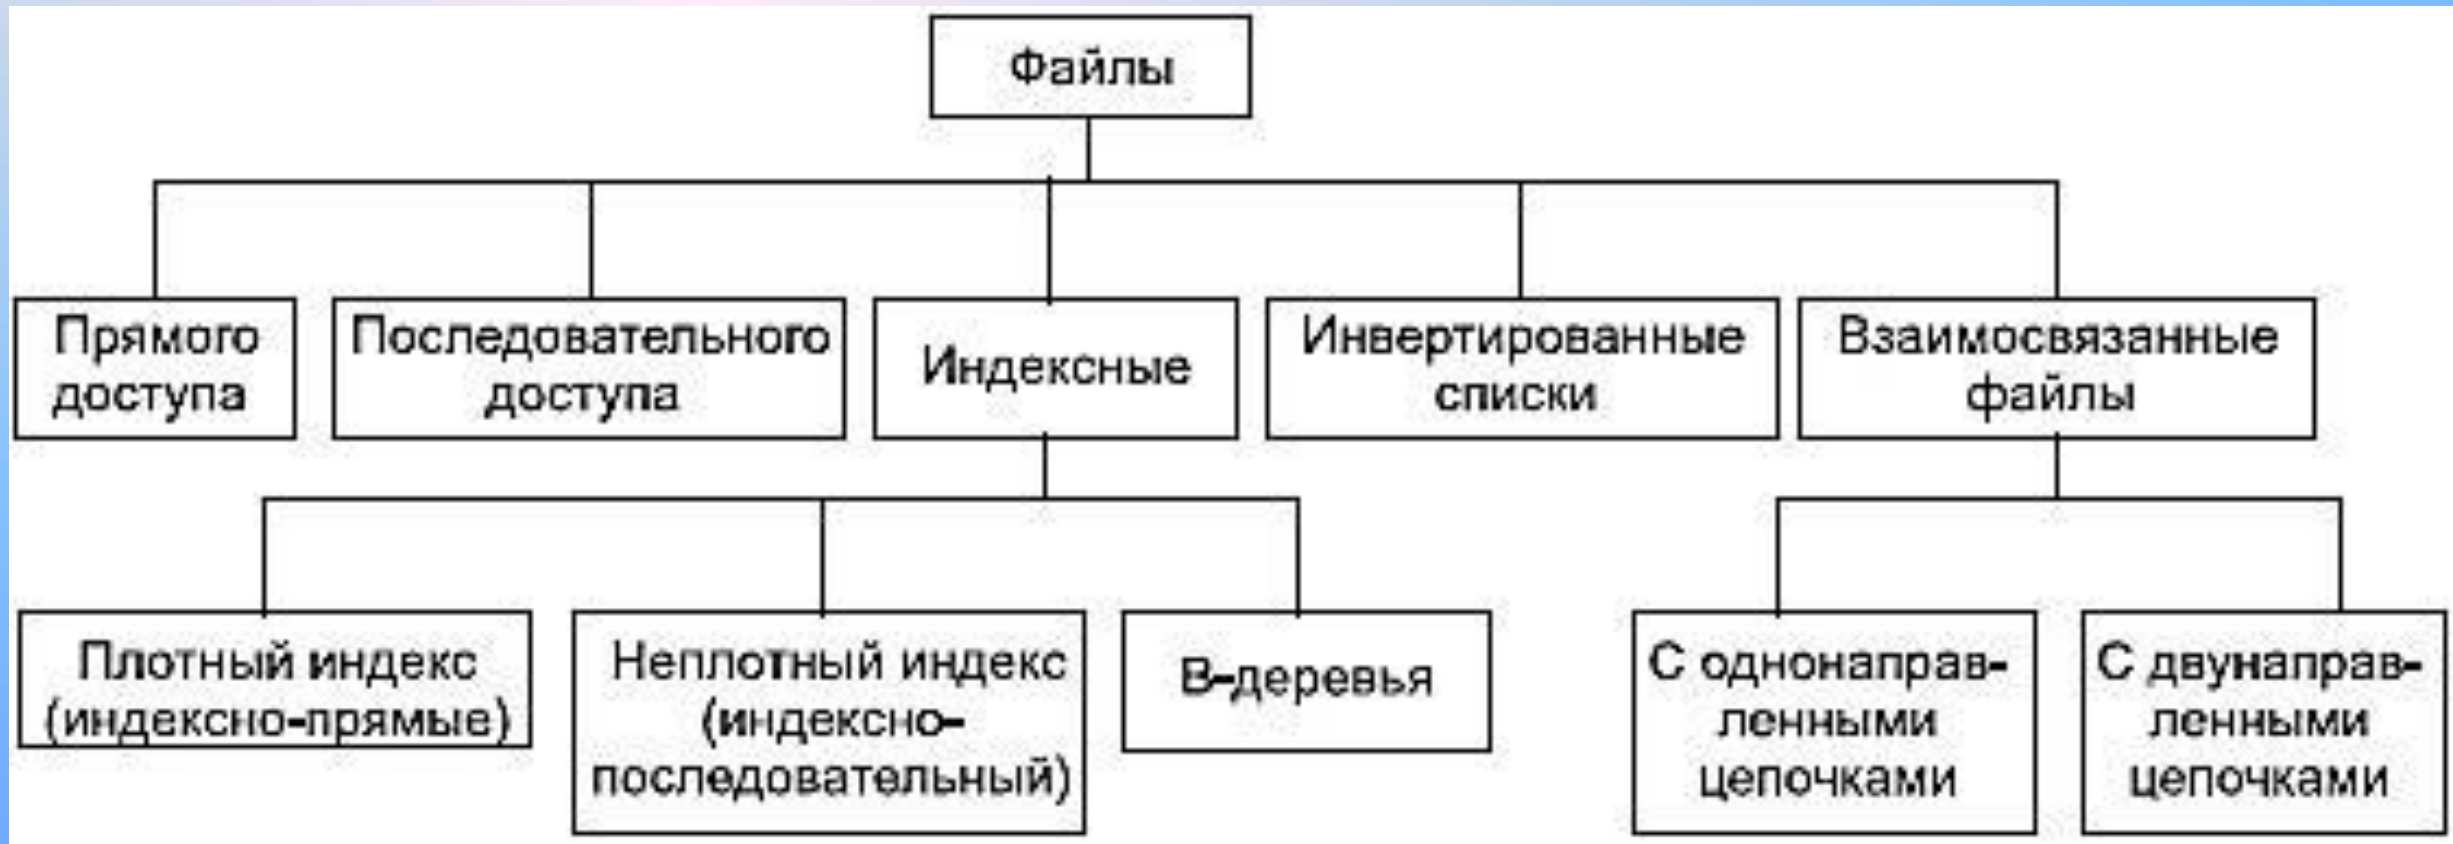 Файлы
Прямого
доступа
Последовательного
доступа
Индексные
Инвертированные
списки
Взаимосвязанные
файлы
Плотный индекс
(индексно-прямые)
Неплотный индекс
(индексно-
последовательный)
В-деревья
С однонаправ-
ленными
цепочками
С двунаправ-
ленными
цепочками